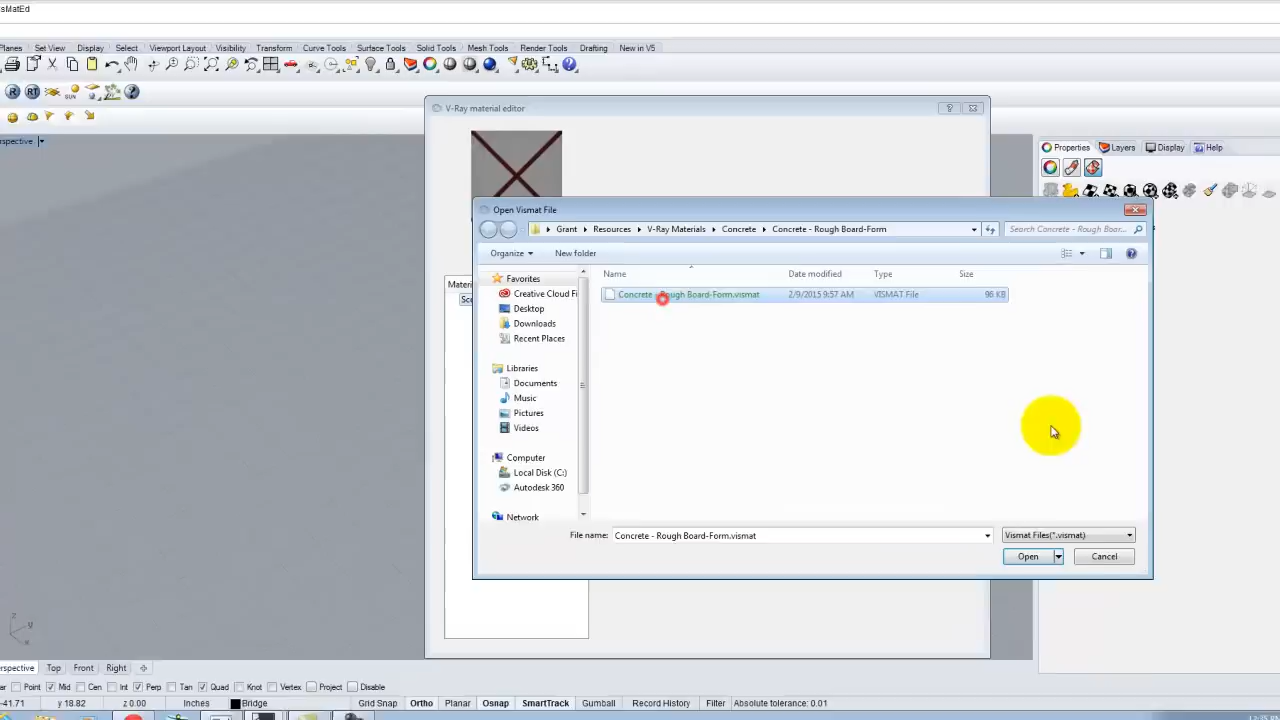 sMatEd
Planes Set View Display Select Viewport Layout Visibility Transform Curve Tools Surface Tools Solid Tools Mesh Tools Render Tools Drafting New in V5
R RT SUN
V-Ray material editor
rspective
Properties Layers Display Help
Open Vismat File
Grant Resources V-Ray Materials Concrete Concrete - Rough Board-Form Search Concrete - Rough Boar...
Organize New folder
Favorites Name Date modified Type Size
Creative Cloud Fi Concrete - Rough Board-Form.vismat 2/9/2015 9:57 AM VISMAT File 96 KB
Materi
Sce
Desktop
Downloads
Recent Places
Libraries
Documents
Music
Pictures
Videos
Computer
Local Disk (C:)
Autodesk 360
Network
File name: Concrete - Rough Board-Form.vismat Vismat Files(*.vismat)
Open Cancel
z y x
rspective Top Front Right
ar Point Mid Cen Int Perp Tan Quad Knot Vertex Project Disable
-41.71 y 18.82 z 0.00 Inches Bridge Grid Snap Ortho Planar Osnap SmartTrack Gumball Record History Filter Absolute tolerance: 0.01